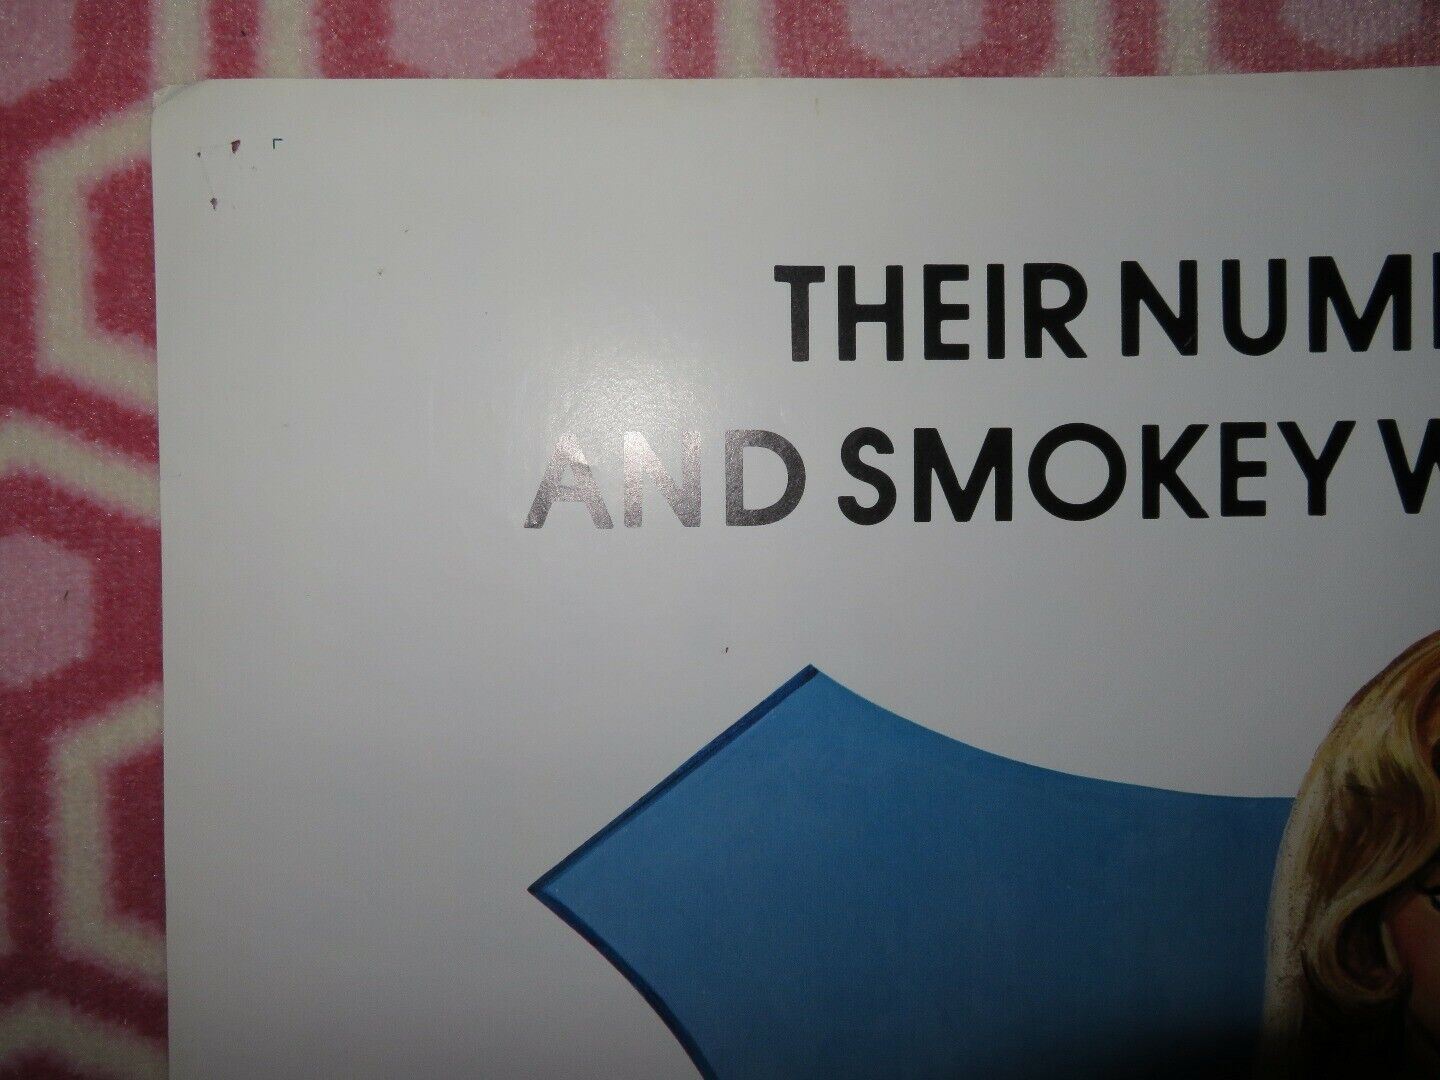 THEIR NUM
AND SMOKEY W